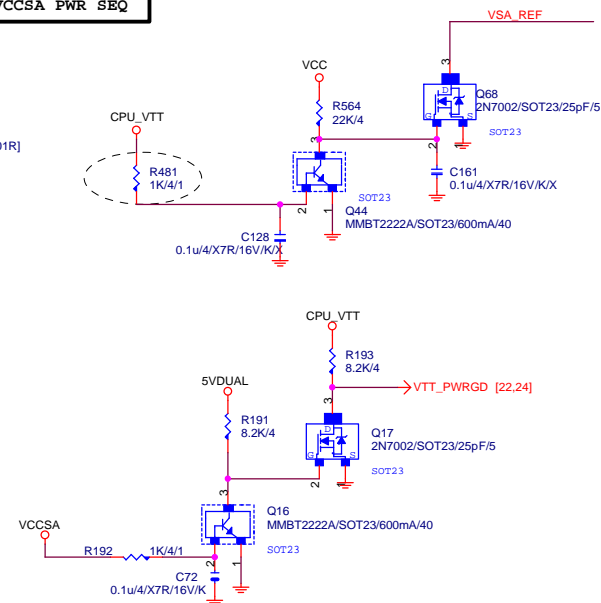 VCCSA PWR SEQ
VSA_REF
VCC
3
D
Q68
2N7002/SOT23/25pF/5
G
S
R564
22K/4
CPU_VTT
SOT23
2
1
01R]
3
R481
1K/4/1
C161
0.1u/4/X7R/16V/K/X
SOT23
2
1
Q44
MMBT2222A/SOT23/600mA/40
C128
0.1u/4/X7R/16V/K/X
CPU_VTT
R193
8.2K/4
5VDUAL
VTT_PWRGD [22,24]
3
R191
8.2K/4
D
Q17
2N7002/SOT23/25pF/5
G
S
SOT23
2
1
3
Q16
MMBT2222A/SOT23/600mA/40
VCCSA
R192
1K/4/1
SOT23
2
1
C72
0.1u/4/X7R/16V/K